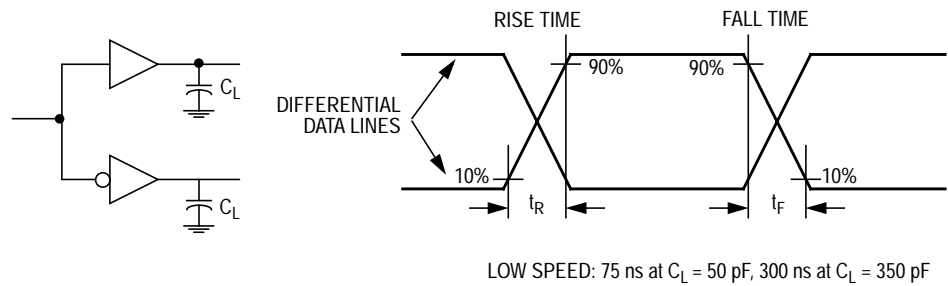 RISE TIME
FALL TIME
C_L
90%
90%
DIFFERENTIAL
DATA LINES
10%
10%
C_L
t_R
t_F
LOW SPEED: 75 ns at C_L = 50 pF, 300 ns at C_L = 350 pF